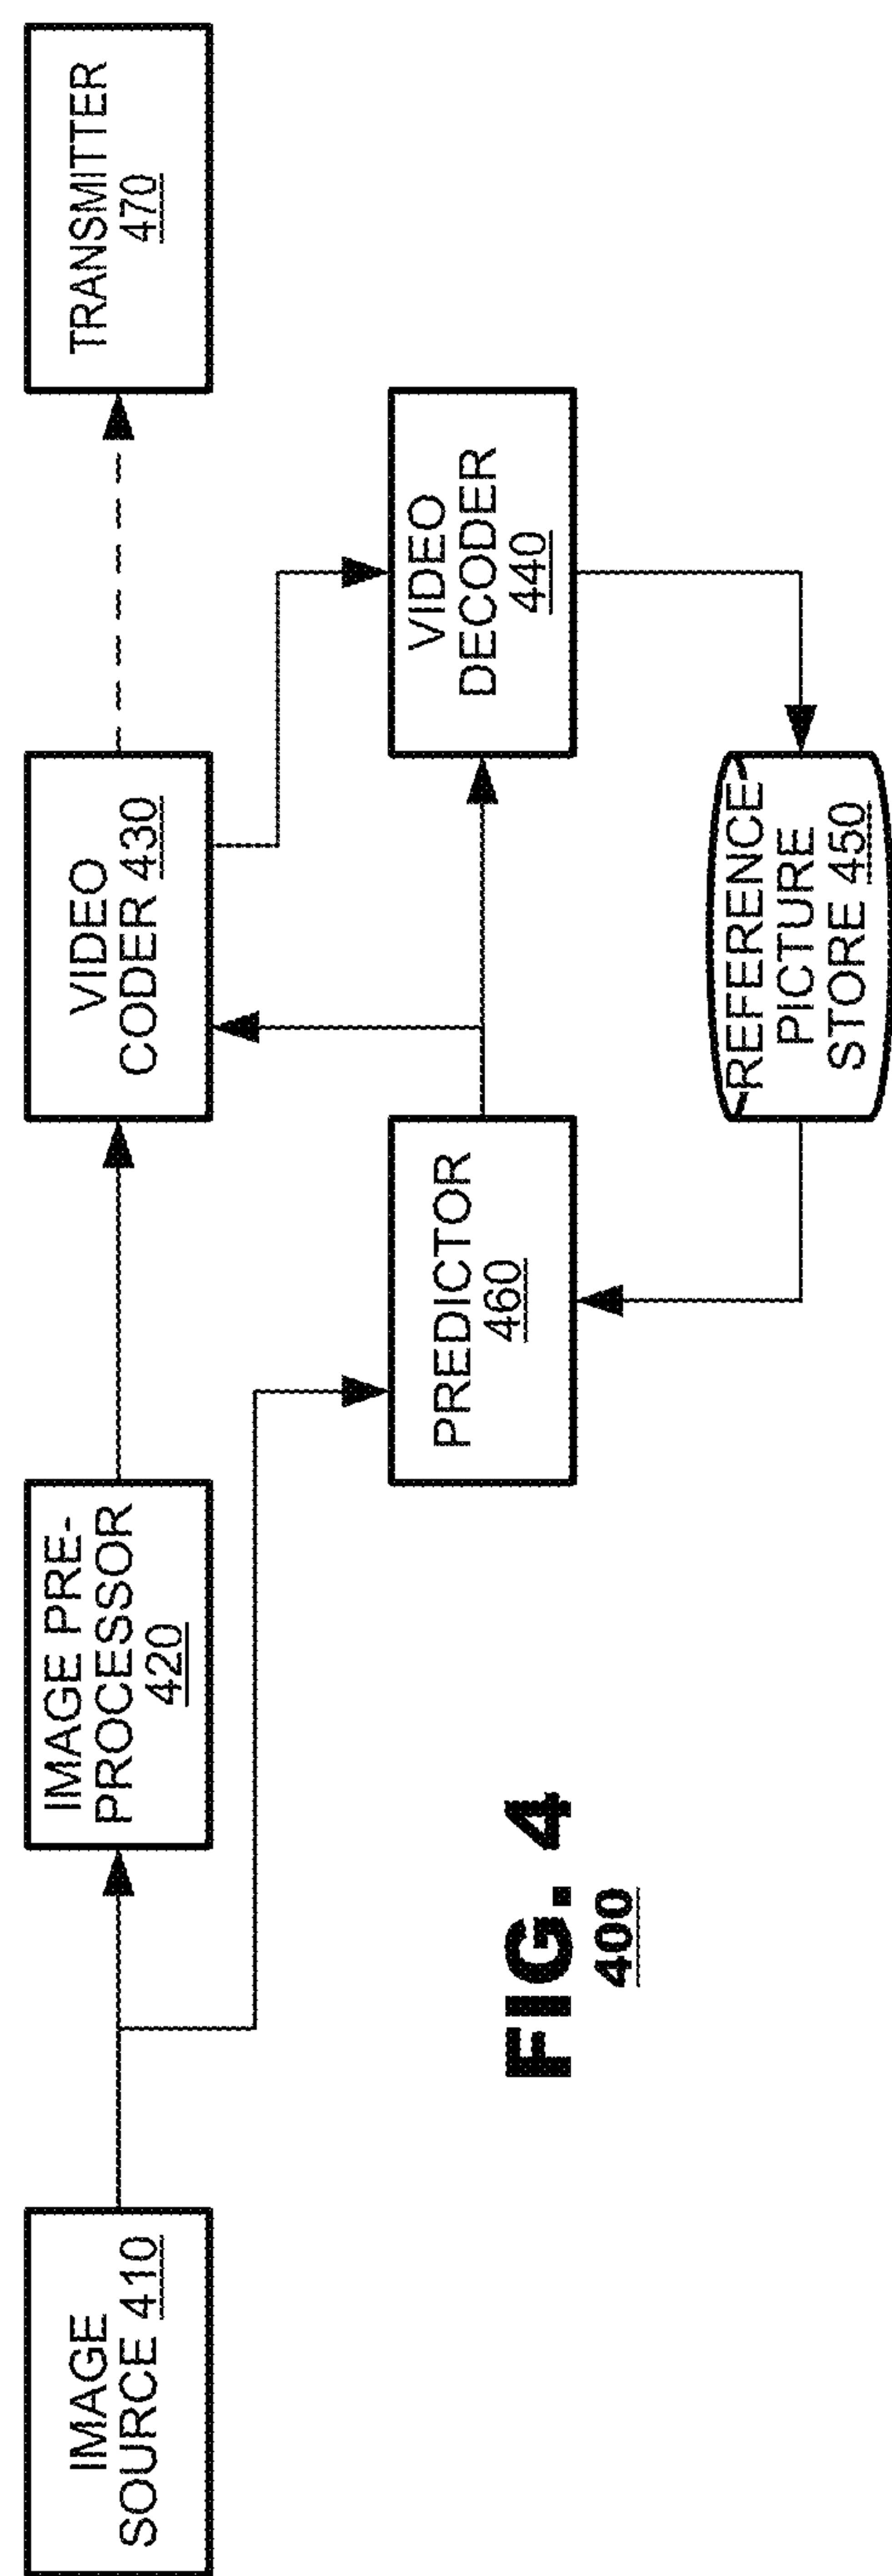 IMAGE
SOURCE 410
IMAGE PRE-
PROCESSOR
420
VIDEO
CODER 430
TRANSMITTER
470
PREDICTOR
460
VIDEO
DECODER
440
REFERENCE
PICTURE
STORE 450
FIG. 4
400